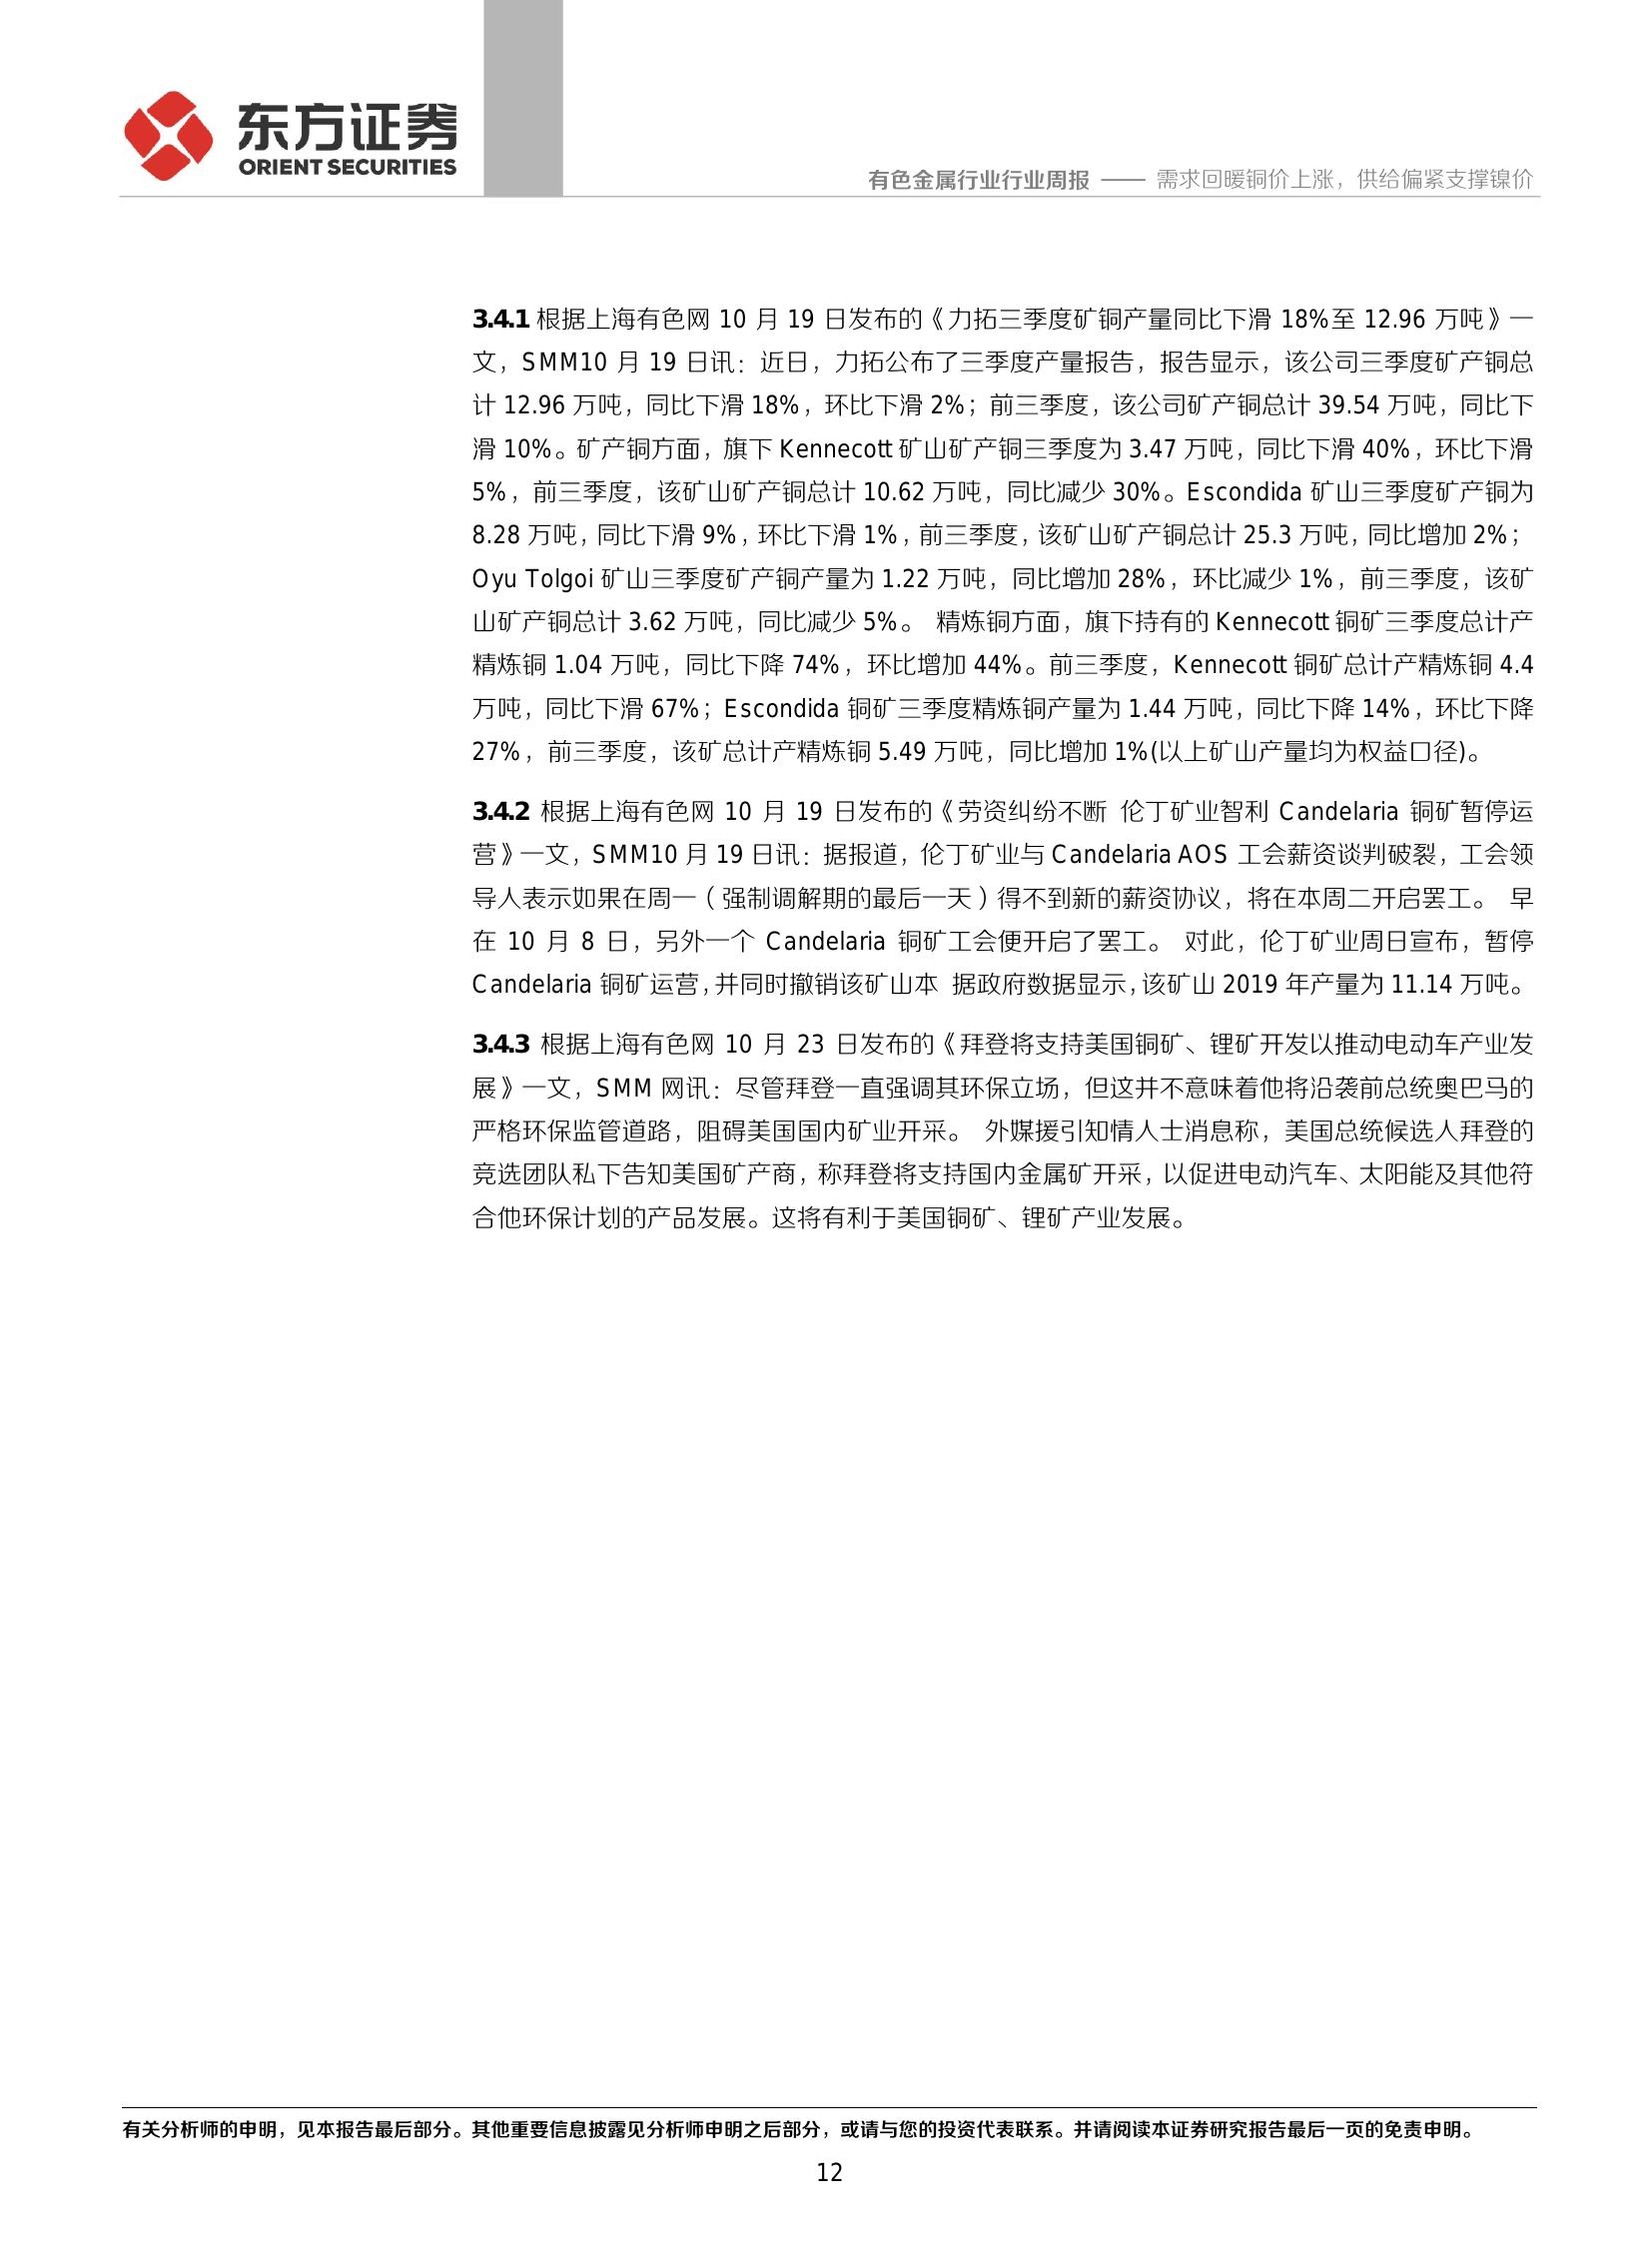 东方证券
ORIENT SECURITIES
有色金属行业行业周报 —— 需求回暖铜价上涨，供给偏紧支撑镍价
3.4.1 根据上海有色网 10 月 19 日发布的《力拓三季度矿铜产量同比下滑 18%至 12.96 万吨》一
文，SMM10 月 19 日讯：近日，力拓公布了三季度产量报告，报告显示，该公司三季度矿产铜总
计 12.96 万吨，同比下滑 18%，环比下滑 2%；前三季度，该公司矿产铜总计 39.54 万吨，同比下
滑 10%。矿产铜方面，旗下 Kennecott 矿山矿产铜三季度为 3.47 万吨，同比下滑 40%，环比下滑
5%，前三季度，该矿山矿产铜总计 10.62 万吨，同比减少 30%。Escondida 矿山三季度矿产铜为
8.28 万吨，同比下滑 9%，环比下滑 1%，前三季度，该矿山矿产铜总计 25.3 万吨，同比增加 2%；
Oyu Tolgoi 矿山三季度矿产铜产量为 1.22 万吨，同比增加 28%，环比减少 1%，前三季度，该矿
山矿产铜总计 3.62 万吨，同比减少 5%。 精炼铜方面，旗下持有的 Kennecott 铜矿三季度总计产
精炼铜 1.04 万吨，同比下降 74%，环比增加 44%。前三季度，Kennecott 铜矿总计产精炼铜 4.4
万吨，同比下滑 67%；Escondida 铜矿三季度精炼铜产量为 1.44 万吨，同比下降 14%，环比下降
27%，前三季度，该矿总计产精炼铜 5.49 万吨，同比增加 1%(以上矿山产量均为权益口径)。
3.4.2 根据上海有色网 10 月 19 日发布的《劳资纠纷不断 伦丁矿业智利 Candelaria 铜矿暂停运
营》一文，SMM10 月 19 日讯：据报道，伦丁矿业与 Candelaria AOS 工会薪资谈判破裂，工会领
导人表示如果在周一（强制调解期的最后一天）得不到新的薪资协议，将在本周二开启罢工。 早
在 10 月 8 日，另外一个 Candelaria 铜矿工会便开启了罢工。 对此，伦丁矿业周日宣布，暂停
Candelaria 铜矿运营，并同时撤销该矿山本 据政府数据显示，该矿山 2019 年产量为 11.14 万吨。
3.4.3 根据上海有色网 10 月 23 日发布的《拜登将支持美国铜矿、锂矿开发以推动电动车产业发
展》一文，SMM 网讯：尽管拜登一直强调其环保立场，但这并不意味着他将沿袭前总统奥巴马的
严格环保监管道路，阻碍美国国内矿业开采。 外媒援引知情人士消息称，美国总统候选人拜登的
竞选团队私下告知美国矿产商，称拜登将支持国内金属矿开采，以促进电动汽车、太阳能及其他符
合他环保计划的产品发展。这将有利于美国铜矿、锂矿产业发展。
有关分析师的申明，见本报告最后部分。其他重要信息披露见分析师申明之后部分，或请与您的投资代表联系。并请阅读本证券研究报告最后一页的免责申明。
12